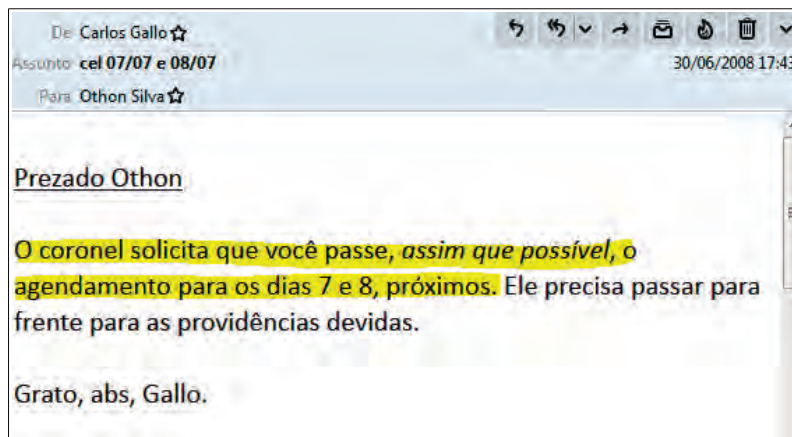 De Carlos Gallo
Assunto cel 07/07 e 08/07
30/06/2008 17:43
Para Othon Silva
Prezado Othon
O coronel solicita que você passe, assim que possível, o
agendamento para os dias 7 e 8, próximos. Ele precisa passar para
frente para as providências devidas.
Grato, abs, Gallo.